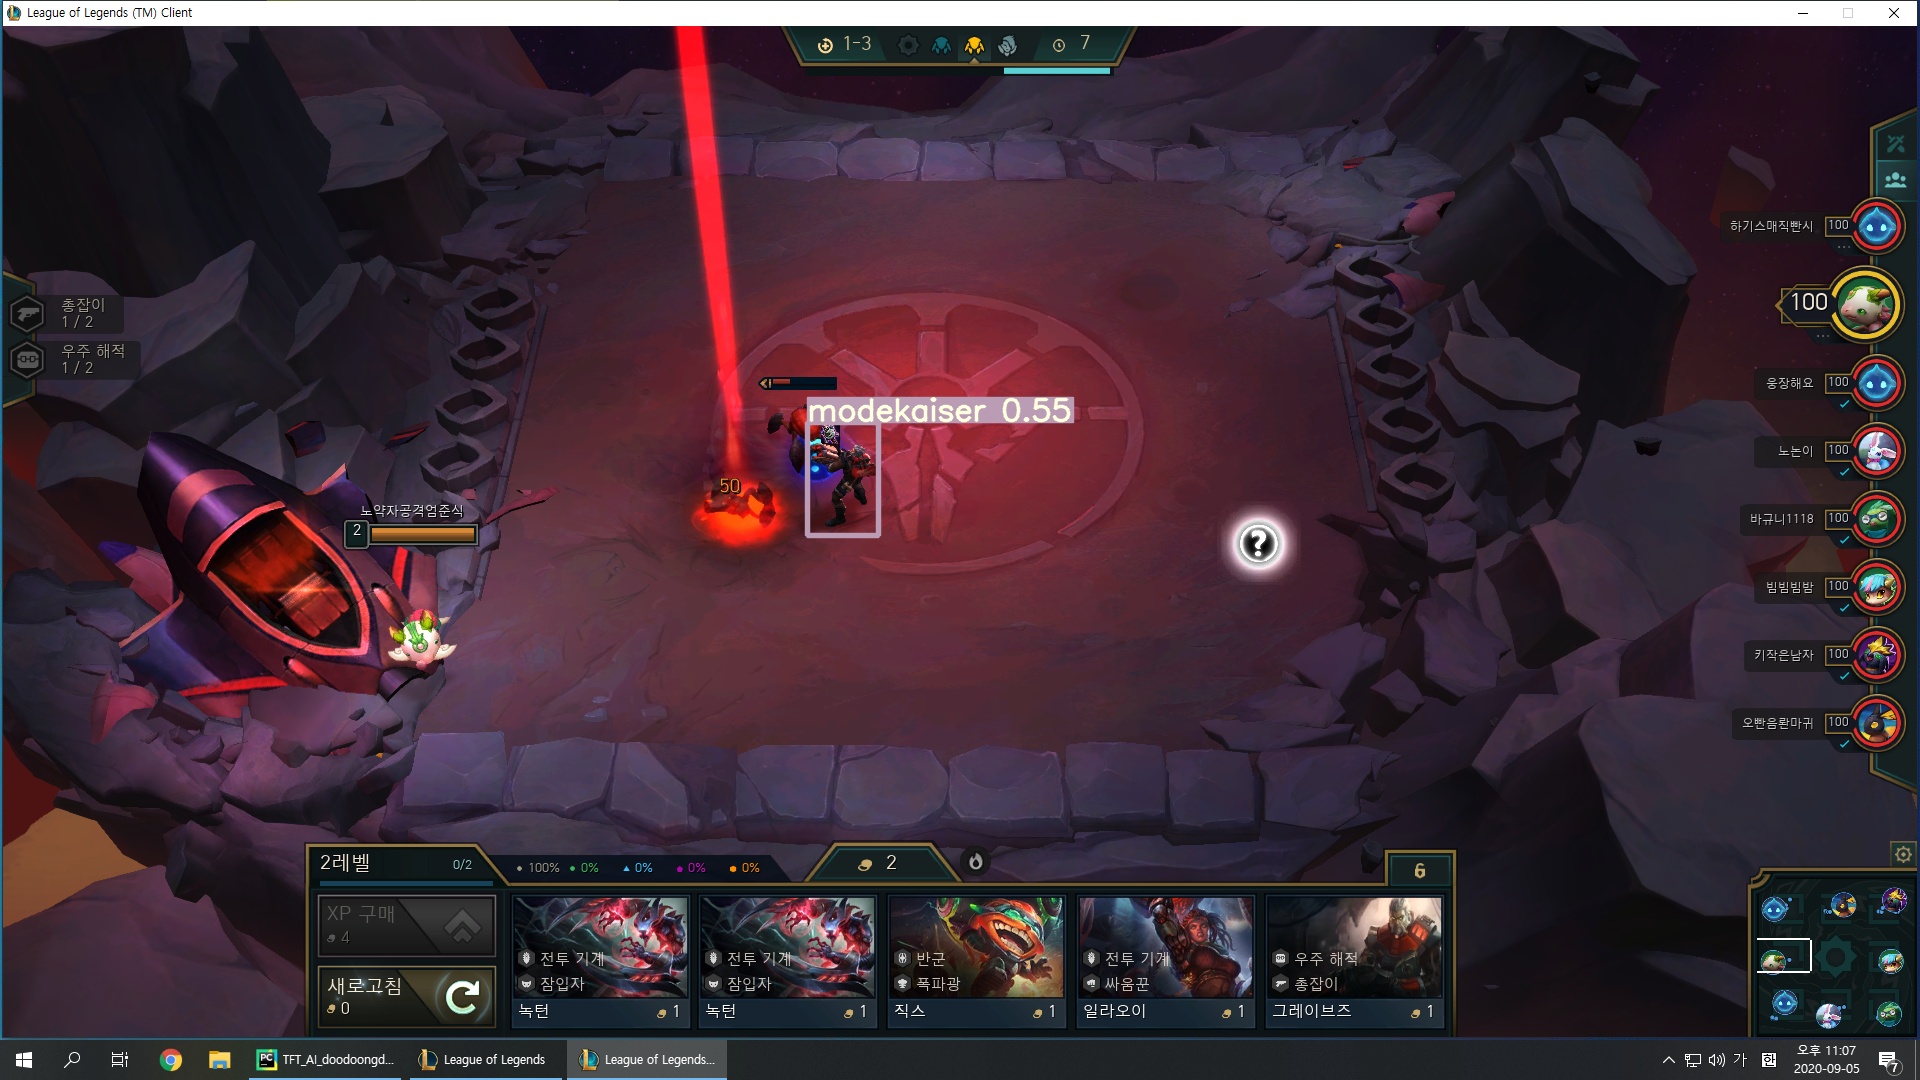 League of Legends (TM) Client
1-3
7
총잡이
1 / 2
우주 해적
1 / 2
하기스매직빤시
100
100
웅장해요
100
노논이
100
바규니1118
100
빔빔빔밤
100
키작은남자
100
오빤음롼마귀
100
modekaiser 0.55
50
?
노약자공격엄준식
2
2레벨
0/2
100%
0%
0%
0%
0%
2
XP 구매
4
새로고침
0
전투 기계
잠입자
녹턴
1
전투 기계
잠입자
녹턴
1
반군
폭파광
직스
1
전투 기계
싸움꾼
일라오이
1
우주 해적
총잡이
그레이브즈
1
PC
TFT_AI_doodoongd...
League of Legends
League of Legends...
가
오후 11:07
2020-09-05
7